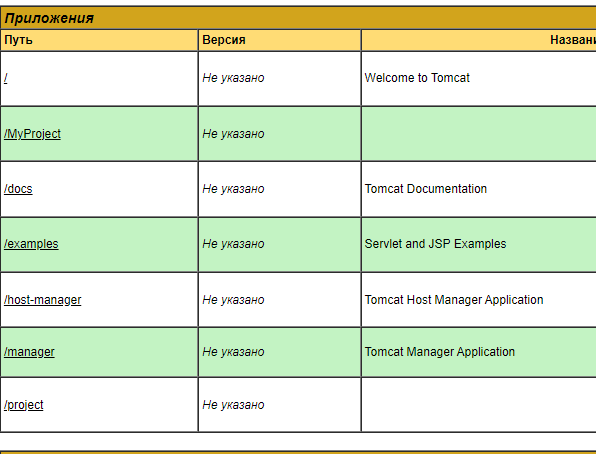 Приложения
Путь Версия Назван
/ Не указано Welcome to Tomcat
/MyProject Не указано
/docs Не указано Tomcat Documentation
/examples Не указано Servlet and JSP Examples
/host-manager Не указано Tomcat Host Manager Application
/manager Не указано Tomcat Manager Application
/project Не указано